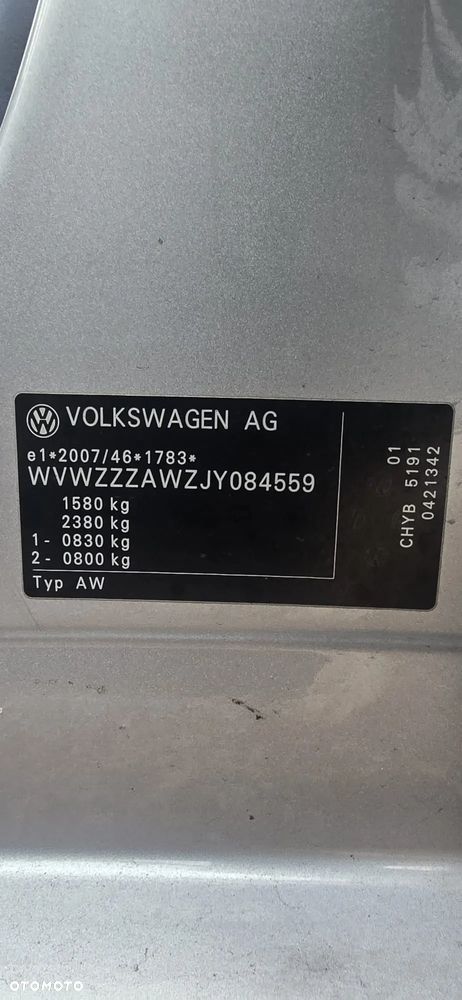 VOLKSWAGEN AG
e1*2007/46*1783*
WVWZZZAWZJY084559
1580 kg
2380 kg
1- 0830 kg
2- 0800 kg
Typ AW
01
CHYB 5191
0421342
OTOMOTO